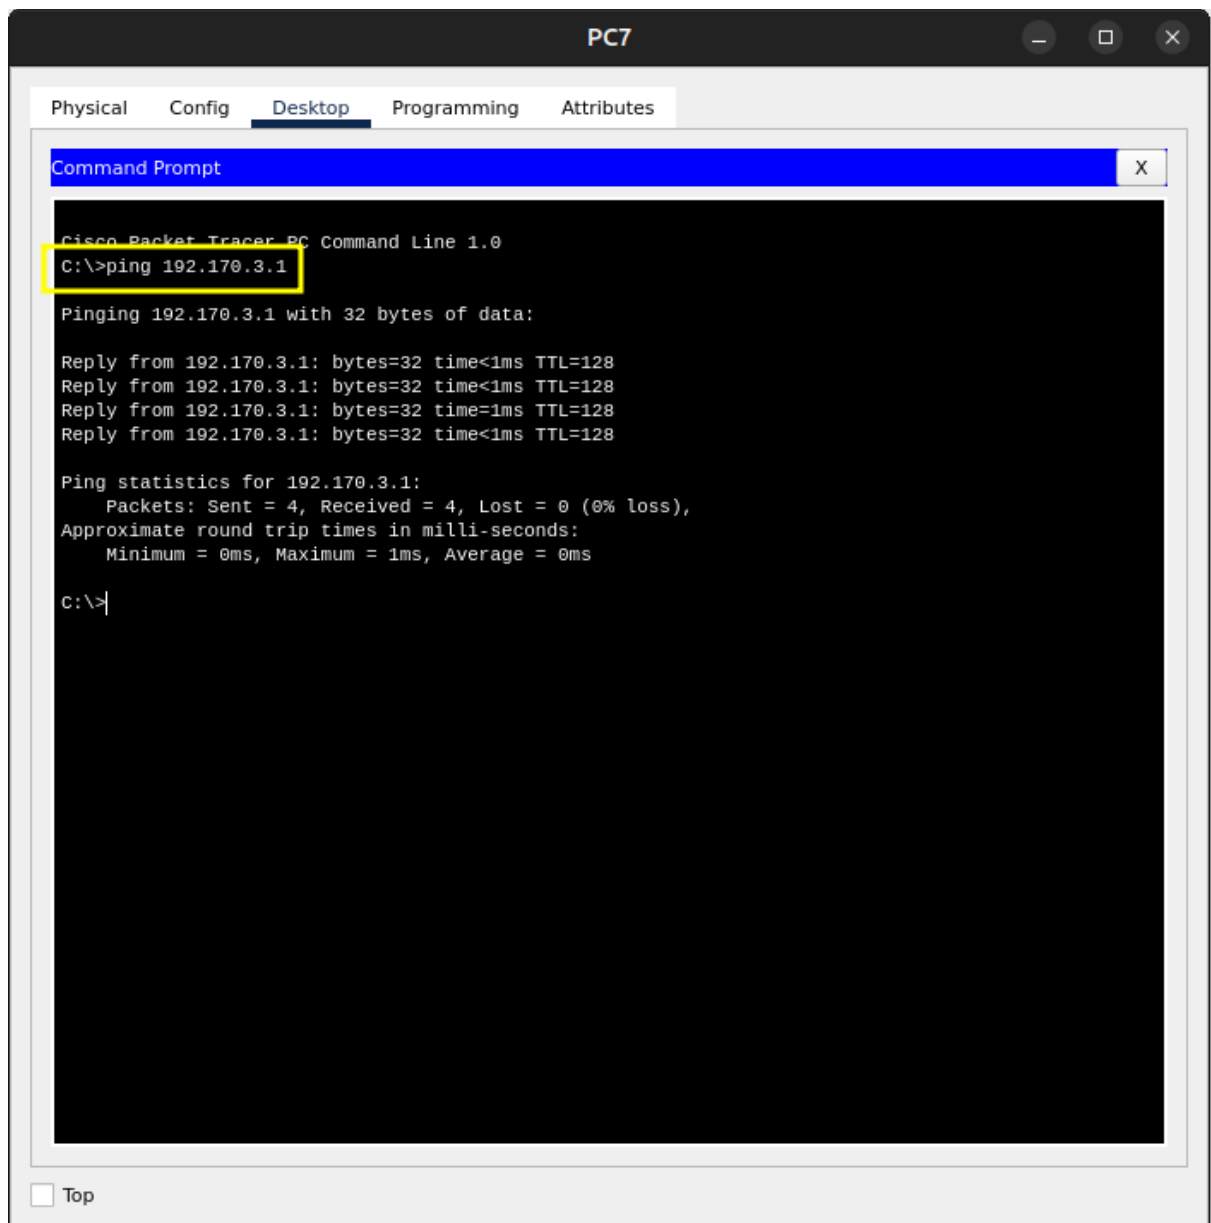 PC7
Physical Config Desktop Programming Attributes
Command Prompt X
Cisco Packet Tracer PC Command Line 1.0
C:\>ping 192.170.3.1
Pinging 192.170.3.1 with 32 bytes of data:
Reply from 192.170.3.1: bytes=32 time<1ms TTL=128
Reply from 192.170.3.1: bytes=32 time<1ms TTL=128
Reply from 192.170.3.1: bytes=32 time=1ms TTL=128
Reply from 192.170.3.1: bytes=32 time<1ms TTL=128
Ping statistics for 192.170.3.1:
Packets: Sent = 4, Received = 4, Lost = 0 (0% loss),
Approximate round trip times in milli-seconds:
Minimum = 0ms, Maximum = 1ms, Average = 0ms
C:\>
Top